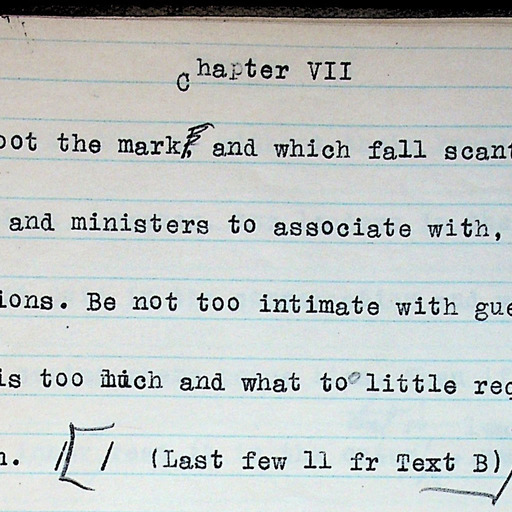 Chapter VII
oot the mark, and which fall scant
and ministers to associate with,
ions. Be not too intimate with gue
is too much and what to little req
n. [ (Last few ll fr Text B)]